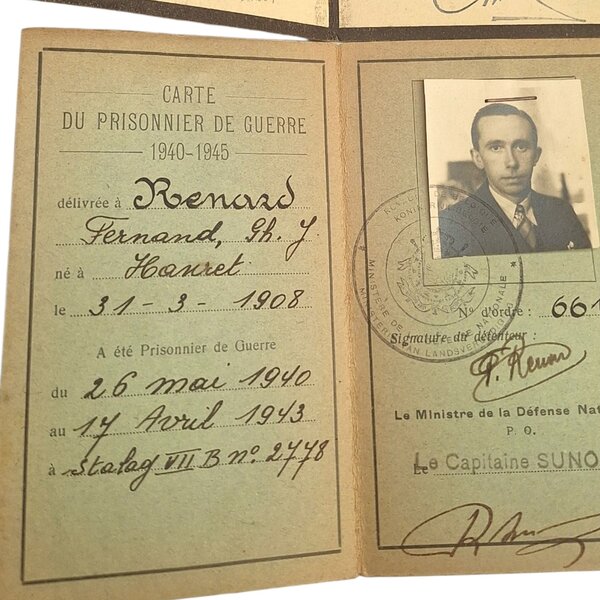 CARTE
DU PRISONNIER DE GUERRE
1940-1945
délivrée à Renard
Fernand, Gh. J
né à Hanret
le 31-3-1908
A été Prisonnier de Guerre
du 26 mai 1940
au 17 Avril 1943
à Stalag VII B nº 2778
Nº d'ordre : 661
Signature du détenteur :
Le Ministre de la Défense Nat
P. O.
Le Capitaine SUNO